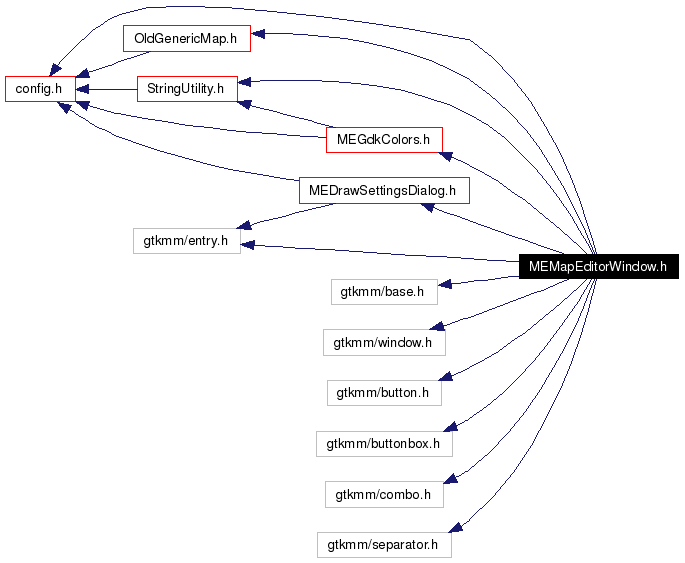 OldGenericMap.h
config.h
StringUtility.h
MEGdkColors.h
MEDrawSettingsDialog.h
gtkmm/entry.h
MEMapEditorWindow.h
gtkmm/base.h
gtkmm/window.h
gtkmm/button.h
gtkmm/buttonbox.h
gtkmm/combo.h
gtkmm/separator.h